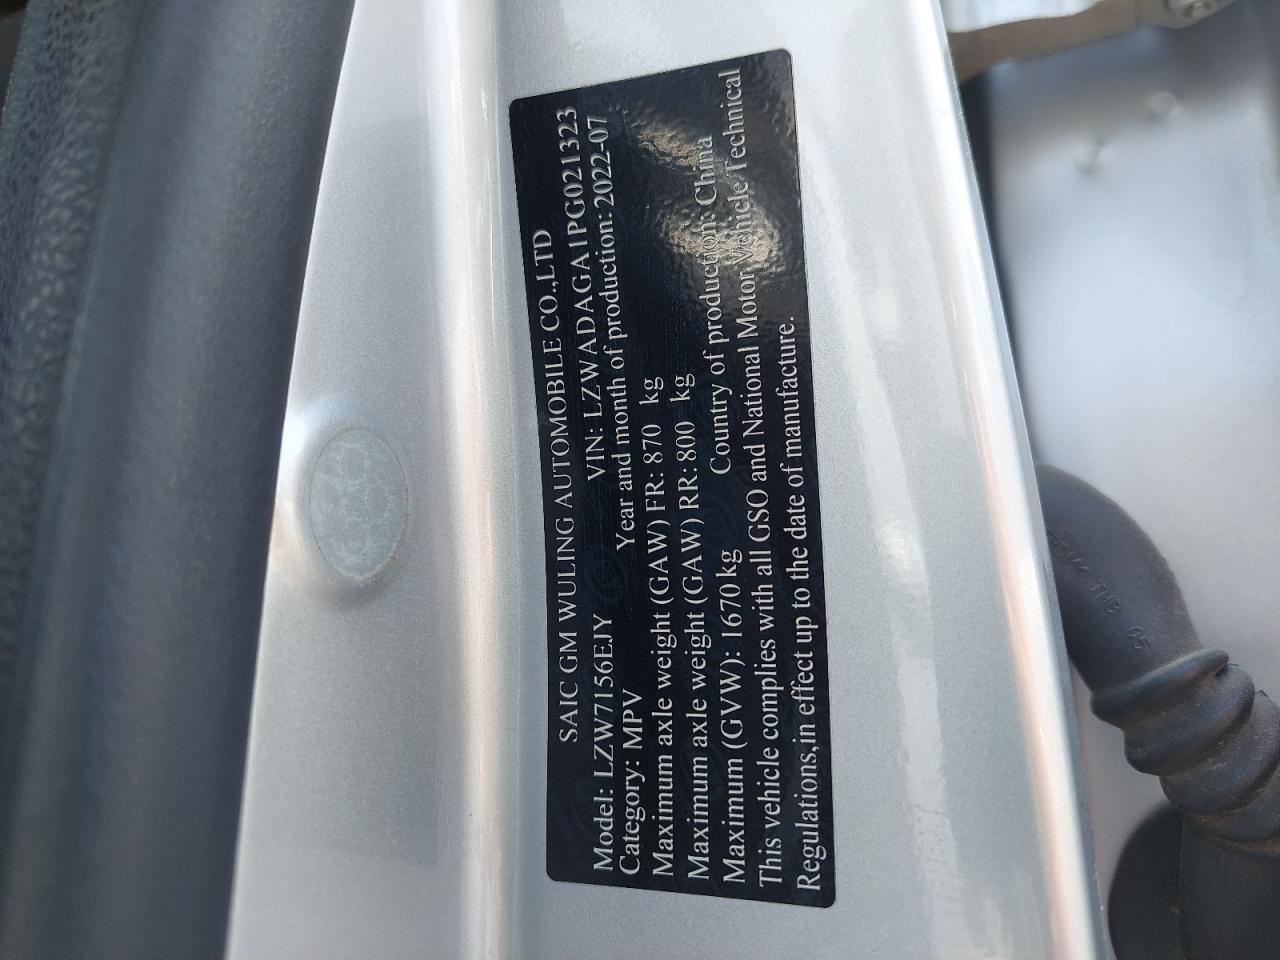 SAIC GM WULING AUTOMOBILE CO.,LTD
Model: LZW7156EJY VIN: LZWADAGA1PG021323
Category: MPV Year and month of production: 2022-07
Maximum axle weight (GAW) FR: 870 kg
Maximum axle weight (GAW) RR: 800 kg
Maximum (GVW): 1670 kg Country of production: China
This vehicle complies with all GSO and National Motor Vehicle Technical
Regulations,in effect up to the date of manufacture.